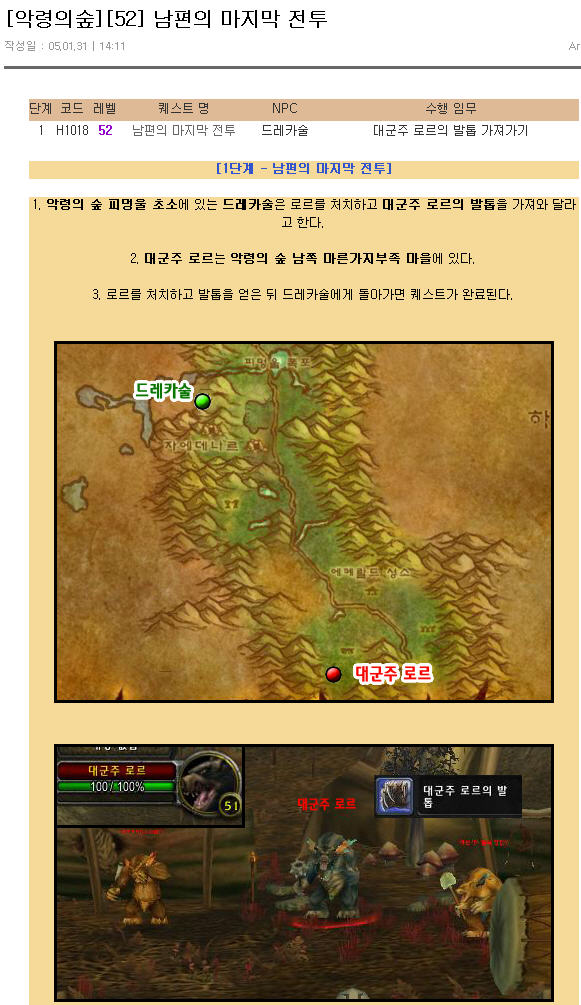 [악령의숲][52] 남편의 마지막 전투
작성일 : 05.01.31 | 14:11
Ar
단계 코드 레벨 퀘스트 명 NPC 수행 임무
1 H1018 52 남편의 마지막 전투 드레카술 대군주 로르의 발톱 가져가기
[1단계 - 남편의 마지막 전투]
1. 악령의 숲 피멍울 초소에 있는 드레카술은 로르를 처치하고 대군주 로르의 발톱을 가져와 달라
고 한다.
2. 대군주 로르는 악령의 숲 남쪽 마른가지부족 마을에 있다.
3. 로르를 처치하고 발톱을 얻은 뒤 드레카술에게 돌아가면 퀘스트가 완료된다.
피멍울 폭포
드레카술
하
자에데나르
에메랄드 성소
대군주 로르
대군주 로르
100 / 100%
51
대군주 로르
대군주 로르의 발
톱